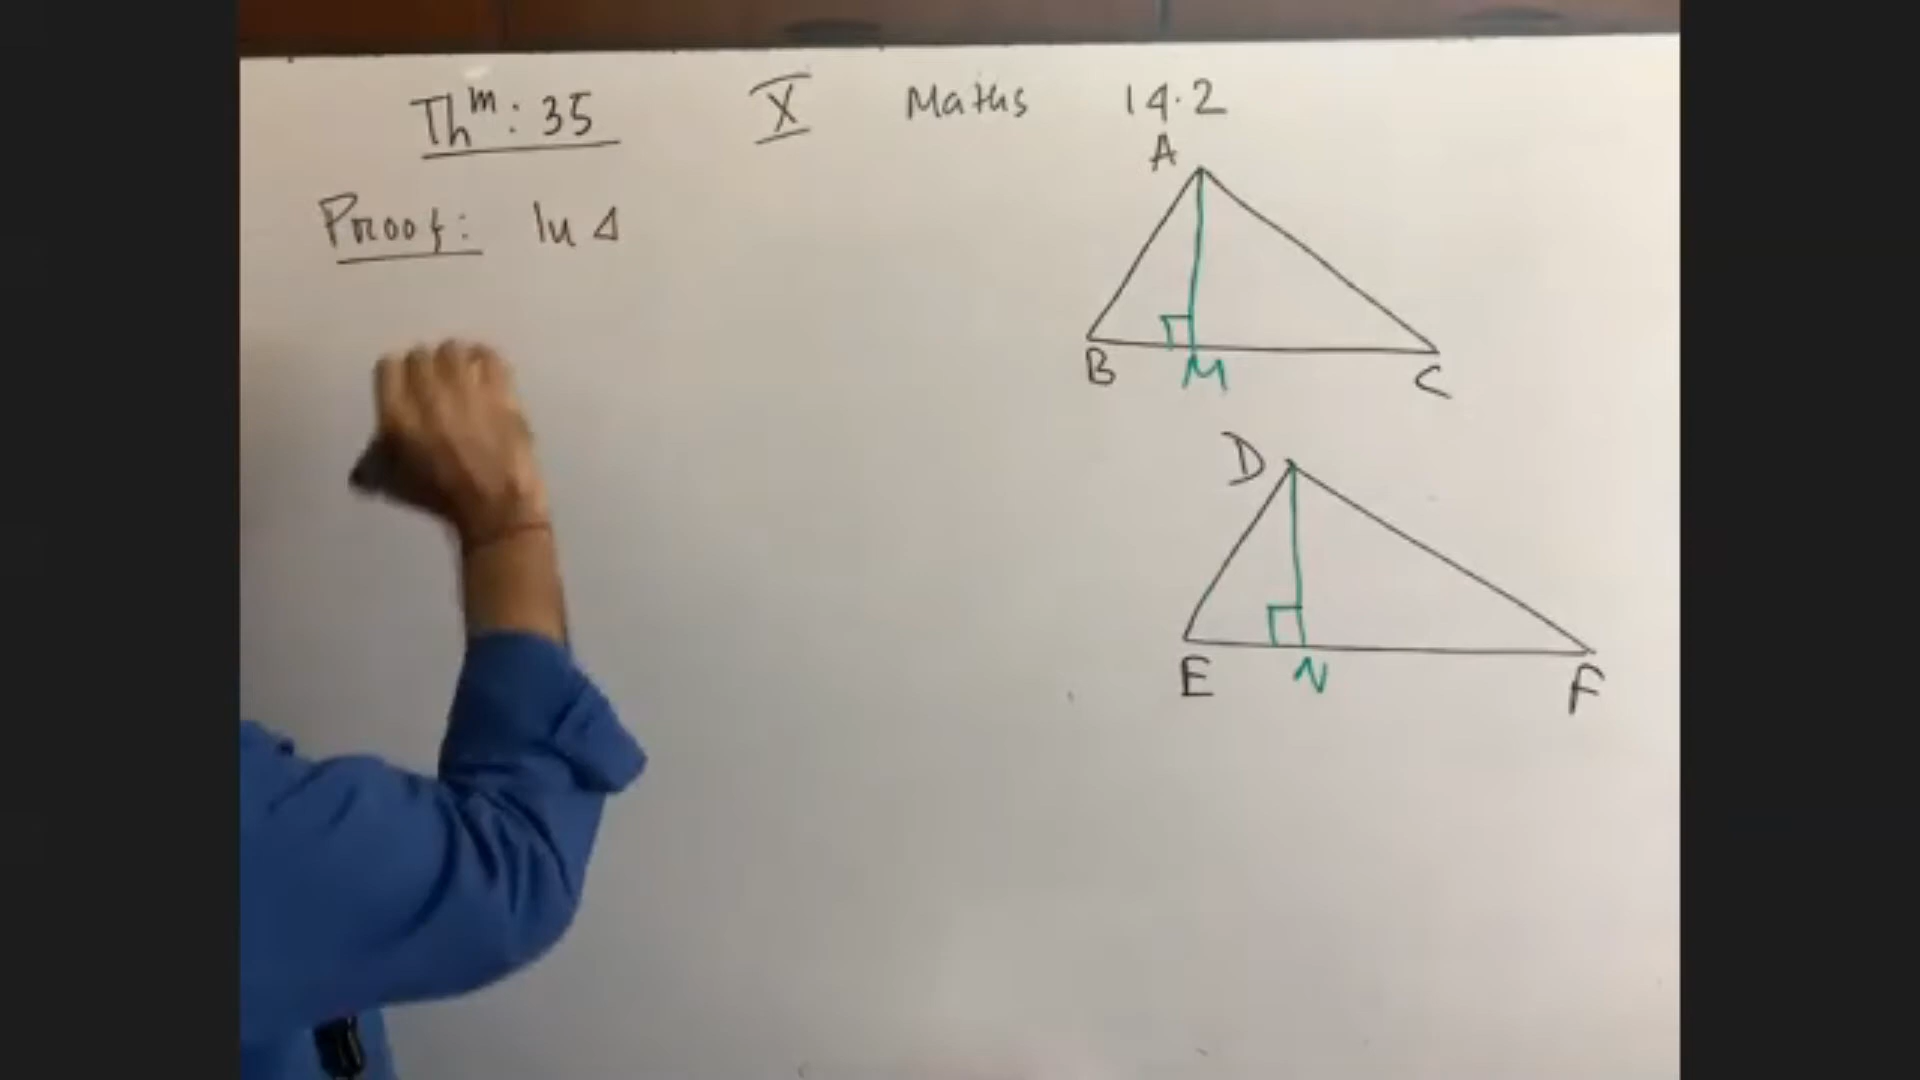 Thm: 35 X Maths 14.2
A
Proof: In Δ
B M C
D
E N F